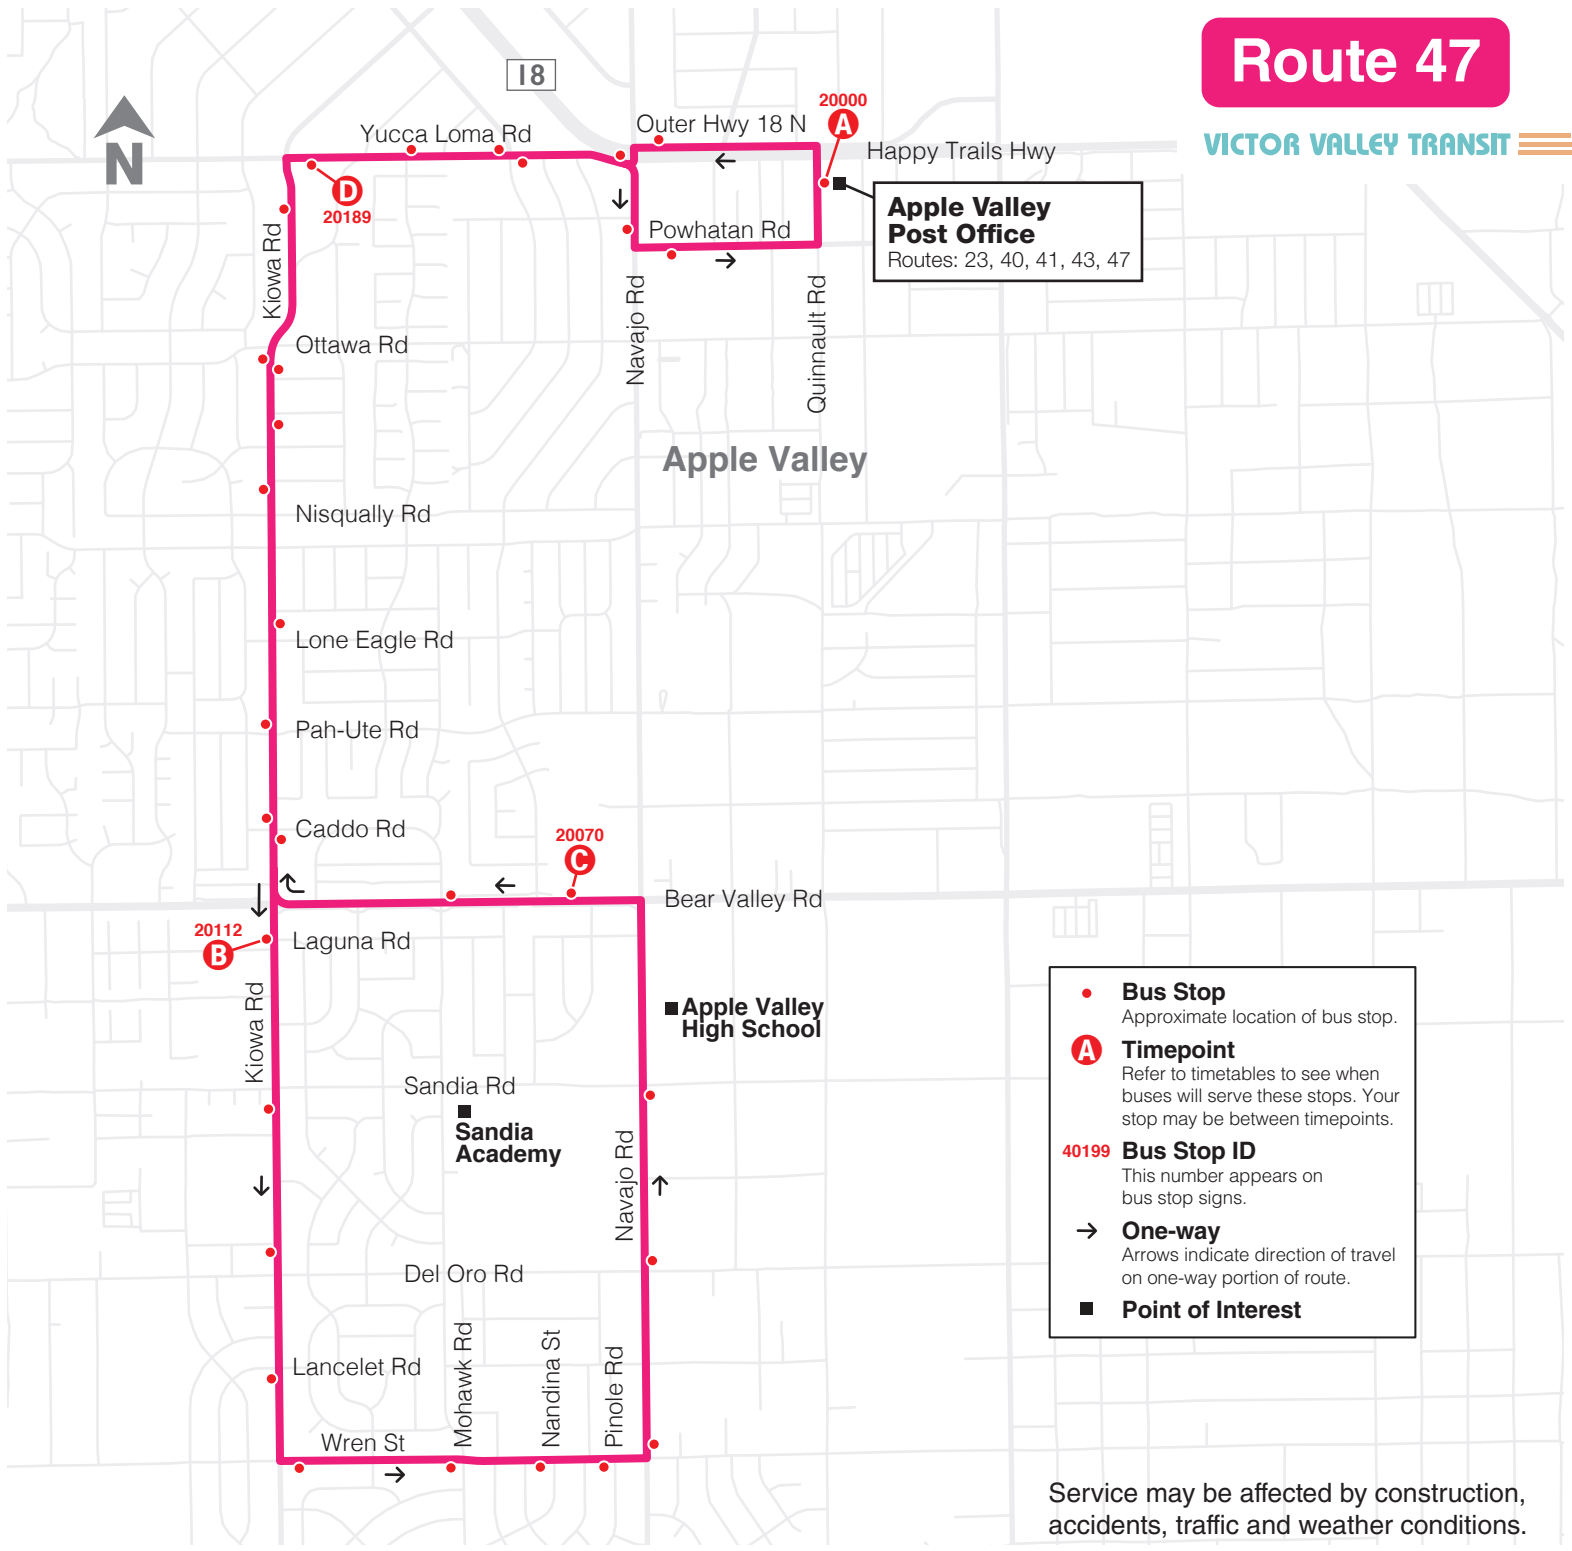 Route 47
VICTOR VALLEY TRANSIT
18
N
Yucca Loma Rd
Outer Hwy 18 N
20000
A
Happy Trails Hwy
D
20189
Apple Valley
Post Office
Routes: 23, 40, 41, 43, 47
Powhatan Rd
Kiowa Rd
Navajo Rd
Quinnault Rd
Ottawa Rd
Apple Valley
Nisqually Rd
Lone Eagle Rd
Pah-Ute Rd
Caddo Rd
20070
C
Bear Valley Rd
20112
B
Laguna Rd
Kiowa Rd
Apple Valley
High School
Sandia Rd
Sandia
Academy
Navajo Rd
Del Oro Rd
Lancelet Rd
Mohawk Rd
Nandina St
Pinole Rd
Wren St
Bus Stop
Approximate location of bus stop.
A
Timepoint
Refer to timetables to see when
buses will serve these stops. Your
stop may be between timepoints.
40199 Bus Stop ID
This number appears on
bus stop signs.
One-way
Arrows indicate direction of travel
on one-way portion of route.
Point of Interest
Service may be affected by construction,
accidents, traffic and weather conditions.